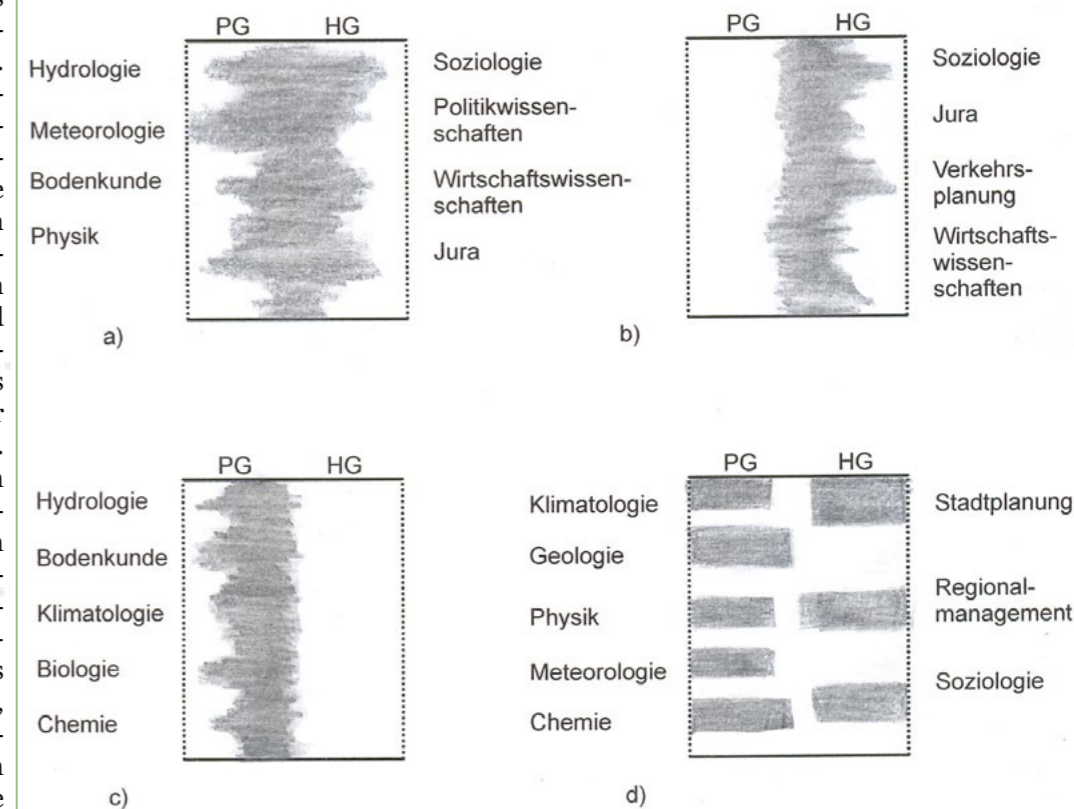 PG HG
Hydrologie
Meteorologie
Bodenkunde
Physik
Soziologie
Politikwissen-
schaften
Wirtschaftswissen-
schaften
Jura
a)
PG HG
Soziologie
Jura
Verkehrs-
planung
Wirtschafts-
wissen-
schaften
b)
PG HG
Hydrologie
Bodenkunde
Klimatologie
Biologie
Chemie
c)
PG HG
Klimatologie
Geologie
Physik
Meteorologie
Chemie
Stadtplanung
Regional-
management
Soziologie
d)